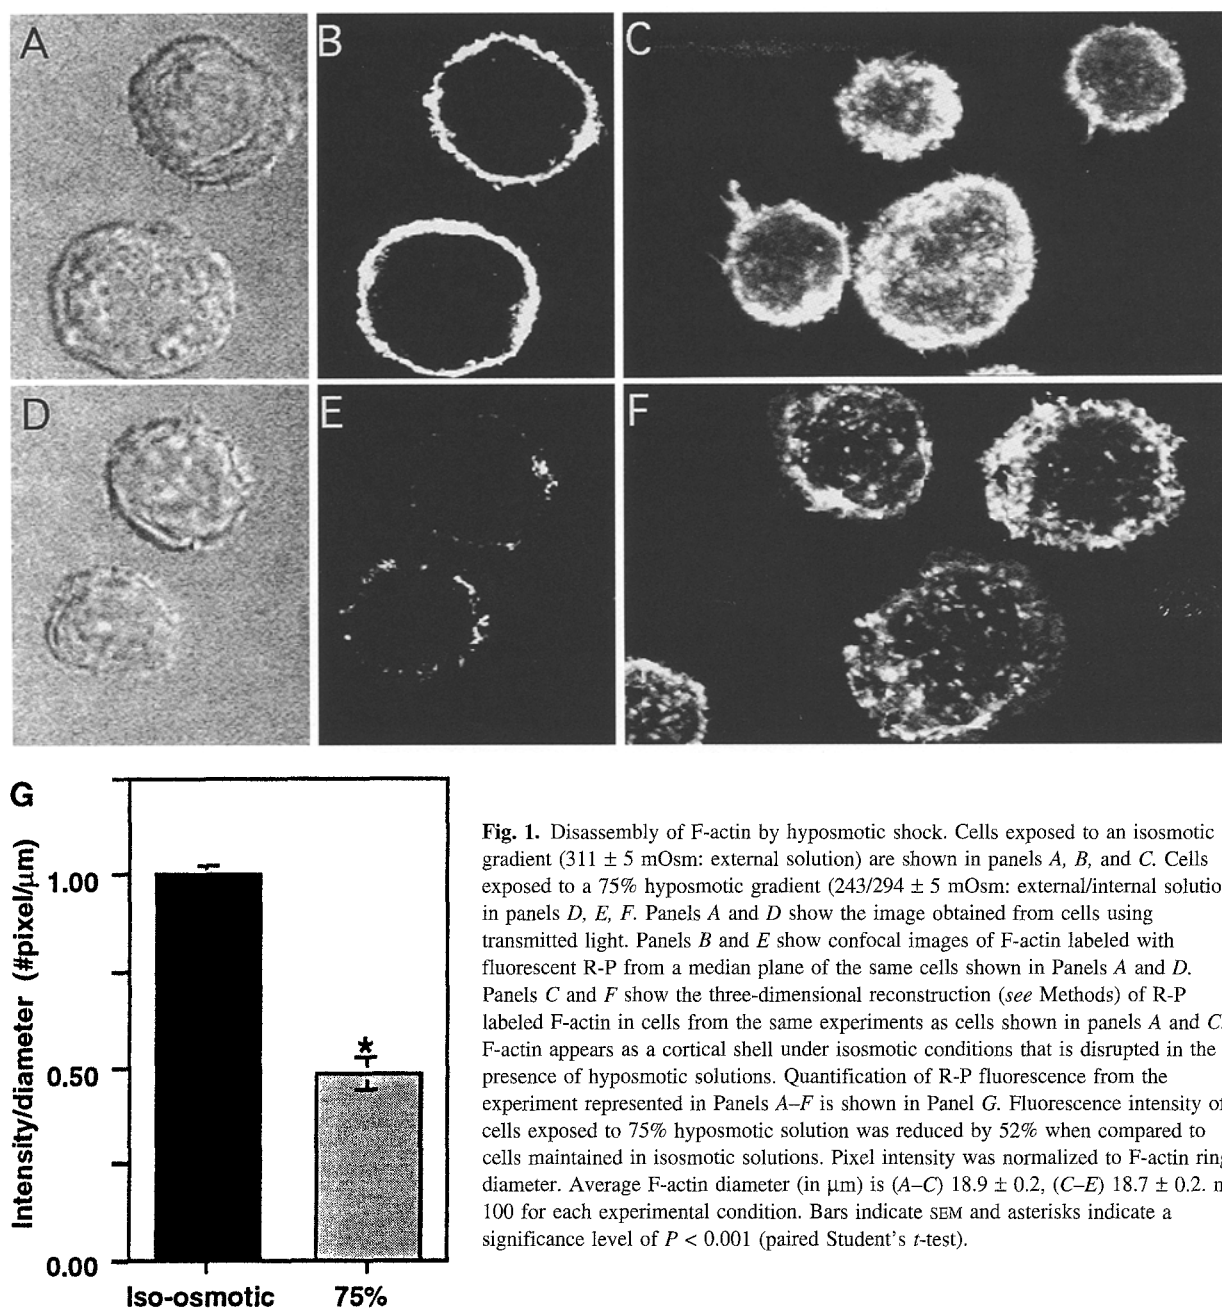 A
B
C
D
E
F
G
Intensity/diameter (#pixel/μm)
1.00
0.50
0.00
*
Iso-osmotic
75%
Fig. 1. Disassembly of F-actin by hyposmotic shock. Cells exposed to an isosmotic
gradient (311 ± 5 mOsm: external solution) are shown in panels A, B, and C. Cells
exposed to a 75% hyposmotic gradient (243/294 ± 5 mOsm: external/internal solutio
in panels D, E, F. Panels A and D show the image obtained from cells using
transmitted light. Panels B and E show confocal images of F-actin labeled with
fluorescent R-P from a median plane of the same cells shown in Panels A and D.
Panels C and F show the three-dimensional reconstruction (see Methods) of R-P
labeled F-actin in cells from the same experiments as cells shown in panels A and C.
F-actin appears as a cortical shell under isosmotic conditions that is disrupted in the
presence of hyposmotic solutions. Quantification of R-P fluorescence from the
experiment represented in Panels A–F is shown in Panel G. Fluorescence intensity of
cells exposed to 75% hyposmotic solution was reduced by 52% when compared to
cells maintained in isosmotic solutions. Pixel intensity was normalized to F-actin ring
diameter. Average F-actin diameter (in μm) is (A–C) 18.9 ± 0.2, (C–E) 18.7 ± 0.2.
100 for each experimental condition. Bars indicate SEM and asterisks indicate a
significance level of P < 0.001 (paired Student's t-test).